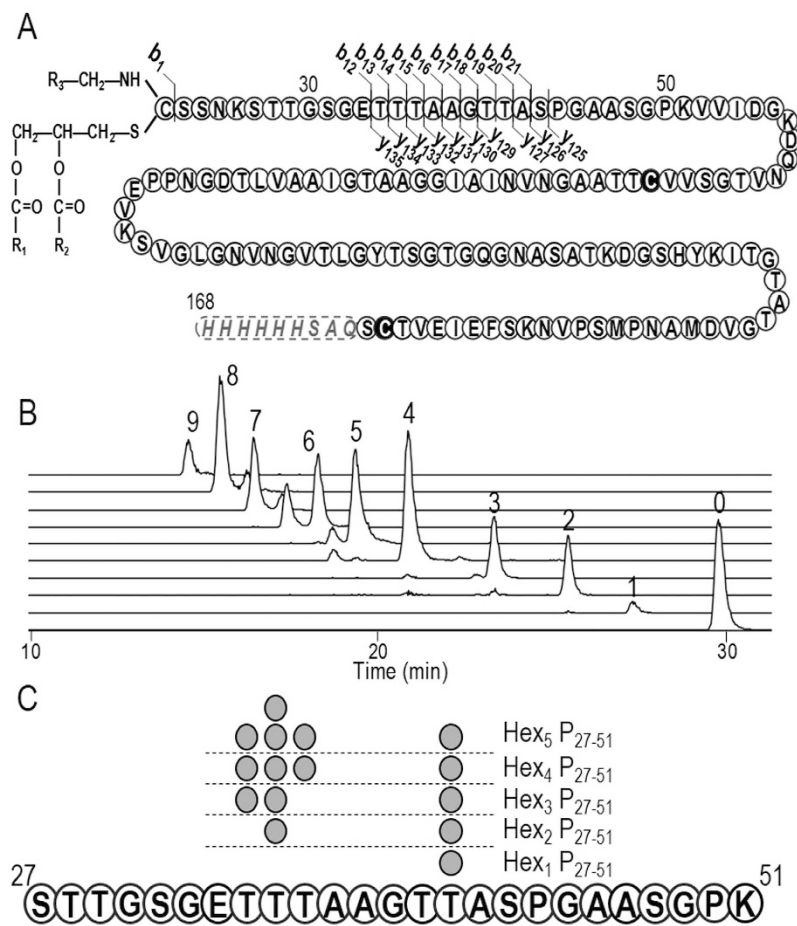 A
b1
b12 b13 b14 b15 b16 b17 b18 b19 b20 b21
30
50
R3—CH2—NH
CSSNKSTTGSGETTTAAGTTASPGAASGPKVVIDG
CH2—CH—CH2—S
K
D
Q
y135 y134 y133 y132 y131 y130 y129 y127 y126 y125
O O
C=O C=O
R1 R2
EPPNGDTLVAAIGTAAGGIAINVNGAATTCVVSGTVN
V
K
SVGLGNVNGVTLGYTSGTGQGNASATKDGSHYKITG
T
A
T
168
HHHHHHSAQSCTVEIEFSKNVPSMPNAMDVG
B
9 8 7 6 5 4 3 2 1 0
10 20 30
Time (min)
C
Hex5 P27-51
Hex4 P27-51
Hex3 P27-51
Hex2 P27-51
Hex1 P27-51
27 51
STTGSGETTTAAGTTASPGAASGPK